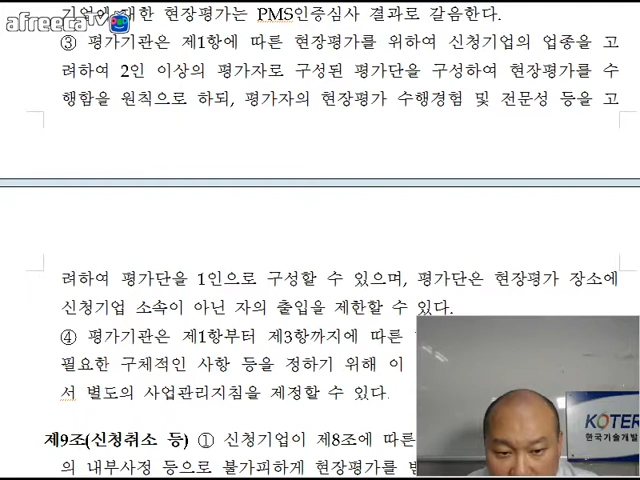 기업에 대한 현장평가는 PMS인증심사 결과로 갈음한다.
afreecaTV
③ 평가기관은 제1항에 따른 현장평가를 위하여 신청기업의 업종을 고
려하여 2인 이상의 평가자로 구성된 평가단을 구성하여 현장평가를 수
행함을 원칙으로 하되, 평가자의 현장평가 수행경험 및 전문성 등을 고
려하여 평가단을 1인으로 구성할 수 있으며, 평가단은 현장평가 장소에
신청기업 소속이 아닌 자의 출입을 제한할 수 있다.
④ 평가기관은 제1항부터 제3항까지에 따른
필요한 구체적인 사항 등을 정하기 위해 이
서 별도의 사업관리지침을 제정할 수 있다.
KOTER
한국기술개발
제9조(신청취소 등) ① 신청기업이 제8조에 따른
의 내부사정 등으로 불가피하게 현장평가를